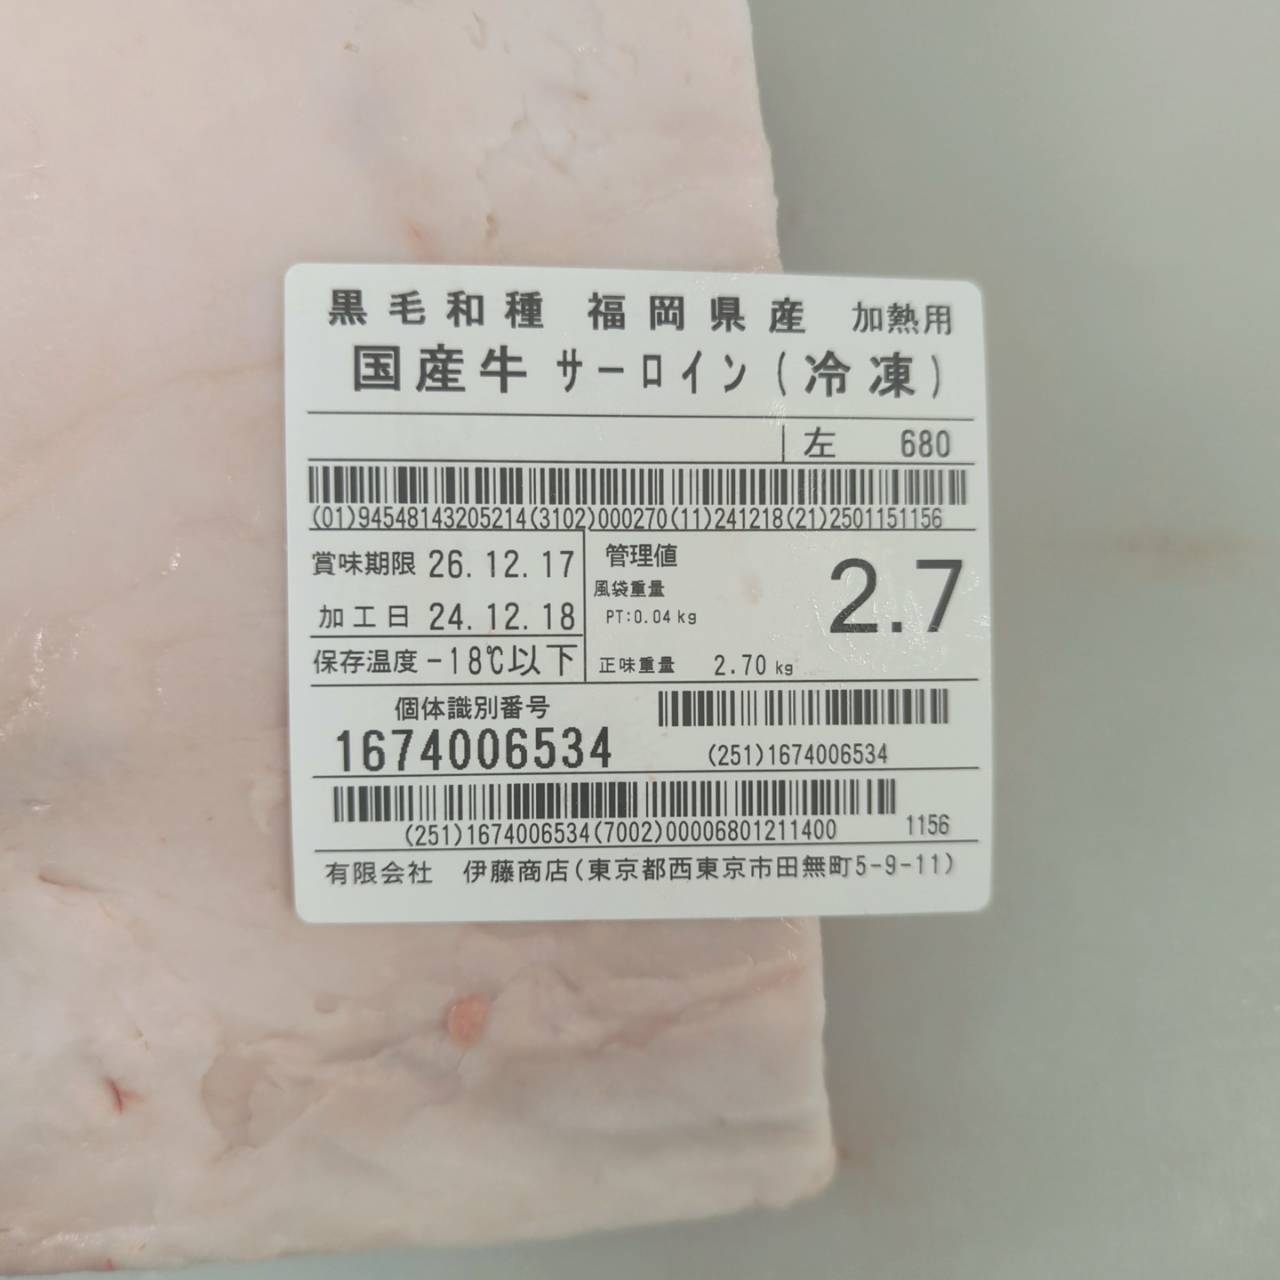 黒毛和種 福岡県産 加熱用
国産牛 サーロイン(冷凍)
左 680
(01)94548143205214(3102)000270(11)241218(21)2501151156
賞味期限 26.12.17
加工日 24.12.18
保存温度 -18℃以下
管理値 2.7
風袋重量
PT:0.04 kg
正味重量 2.70 kg
個体識別番号
1674006534
(251)1674006534
(251)1674006534(7002)00006801211400 1156
有限会社 伊藤商店(東京都西東京市田無町5-9-11)